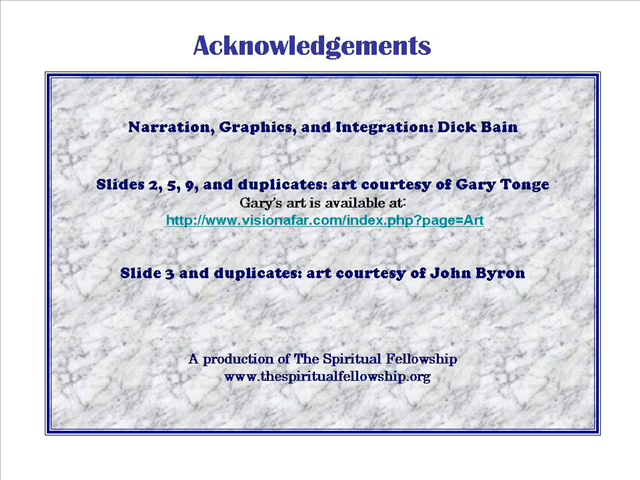 Acknowledgements
Narration, Graphics, and Integration: Dick Bain
Slides 2, 5, 9, and duplicates: art courtesy of Gary Tonge
Gary's art is available at:
http://www.visionafar.com/index.php?page=Art
Slide 3 and duplicates: art courtesy of John Byron
A production of The Spiritual Fellowship
www.thespiritualfellowship.org